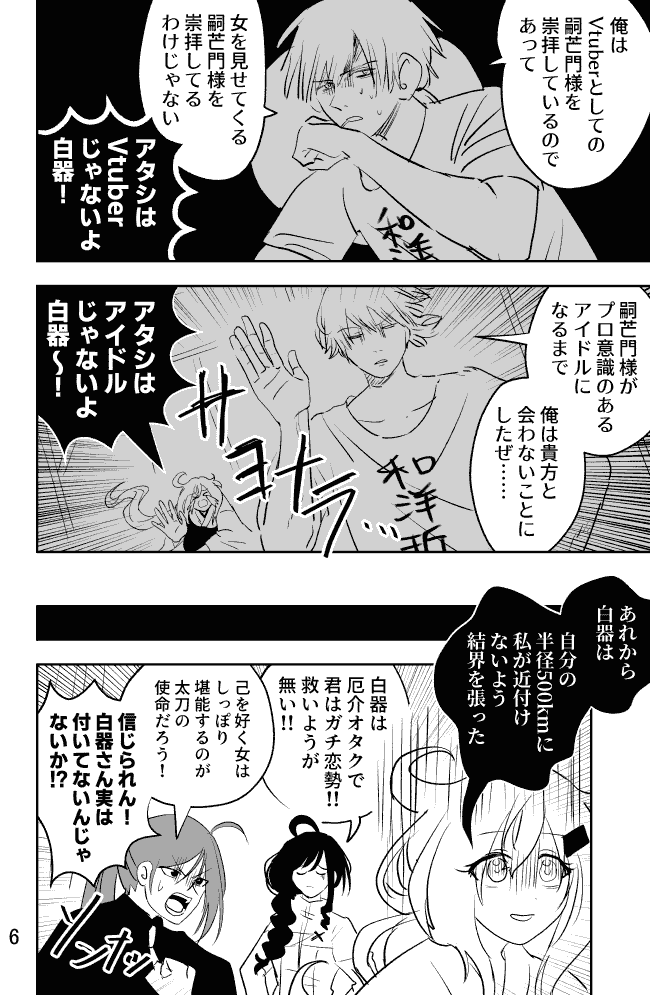 俺は
Vtuberとしての
嗣芒門様を
崇拝しているので
あって
女を見せてくる
嗣芒門様を
崇拝してる
わけじゃない
アタシは
Vtuber
じゃないよ
白器！
和洋
嗣芒門様が
プロ意識のある
アイドルに
なるまで
俺は貴方と
会わないことに
したぜ……
アタシは
アイドル
じゃないよ
白器〜！
サヨナラ…
和洋折
あれから
白器は
自分の
半径500kmに
私が近付け
ないよう
結界を張った
白器は
厄介オタクで
君はガチ恋勢!!
救いようが
無い!!
己を好く女は
しっぽり
堪能するのが
太刀の
使命だろう！
信じられん！
白器さん実は
付いてないんじゃ
ないか!?
ツンオッ
6